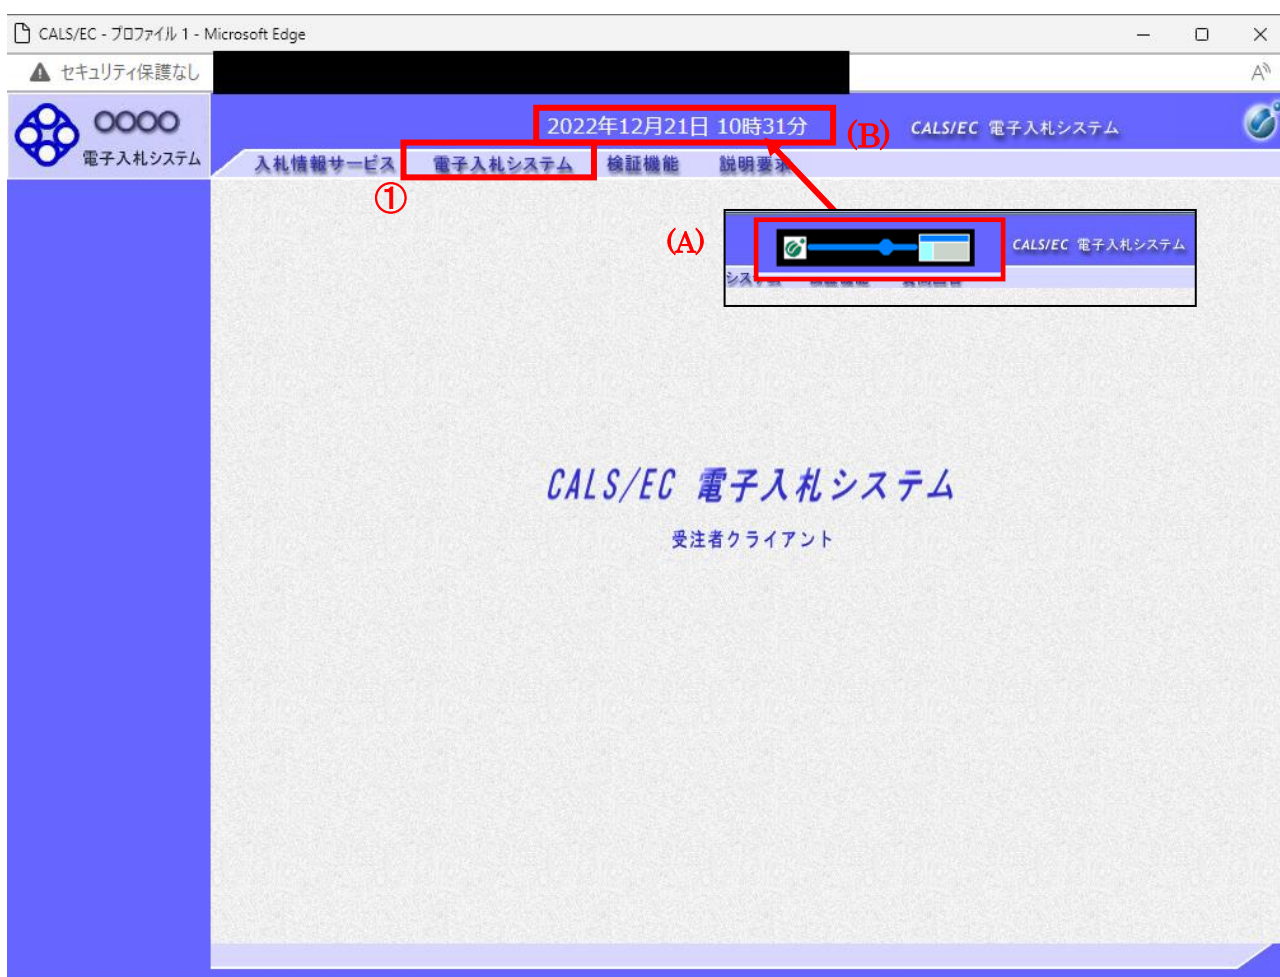 CALS/EC - プロファイル 1 - Microsoft Edge
セキュリティ保護なし
〇〇〇〇
電子入札システム
2022年12月21日 10時31分
(B)
CALS/EC 電子入札システム
入札情報サービス 電子入札システム 検証機能 説明要求
①
(A)
CALS/EC 電子入札システム
システム
CALS/EC 電子入札システム
受注者クライアント